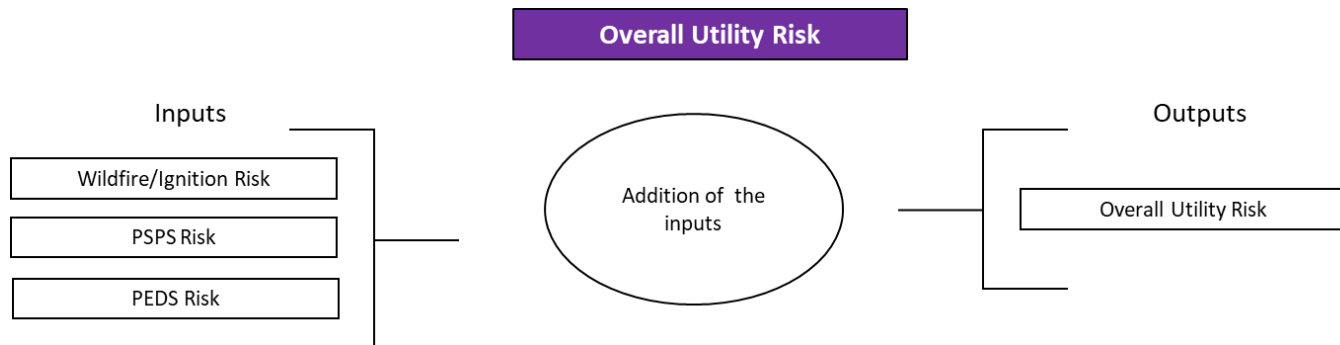 Overall Utility Risk
Inputs
Outputs
Wildfire/Ignition Risk
PSPS Risk
PEDS Risk
Addition of the
inputs
Overall Utility Risk